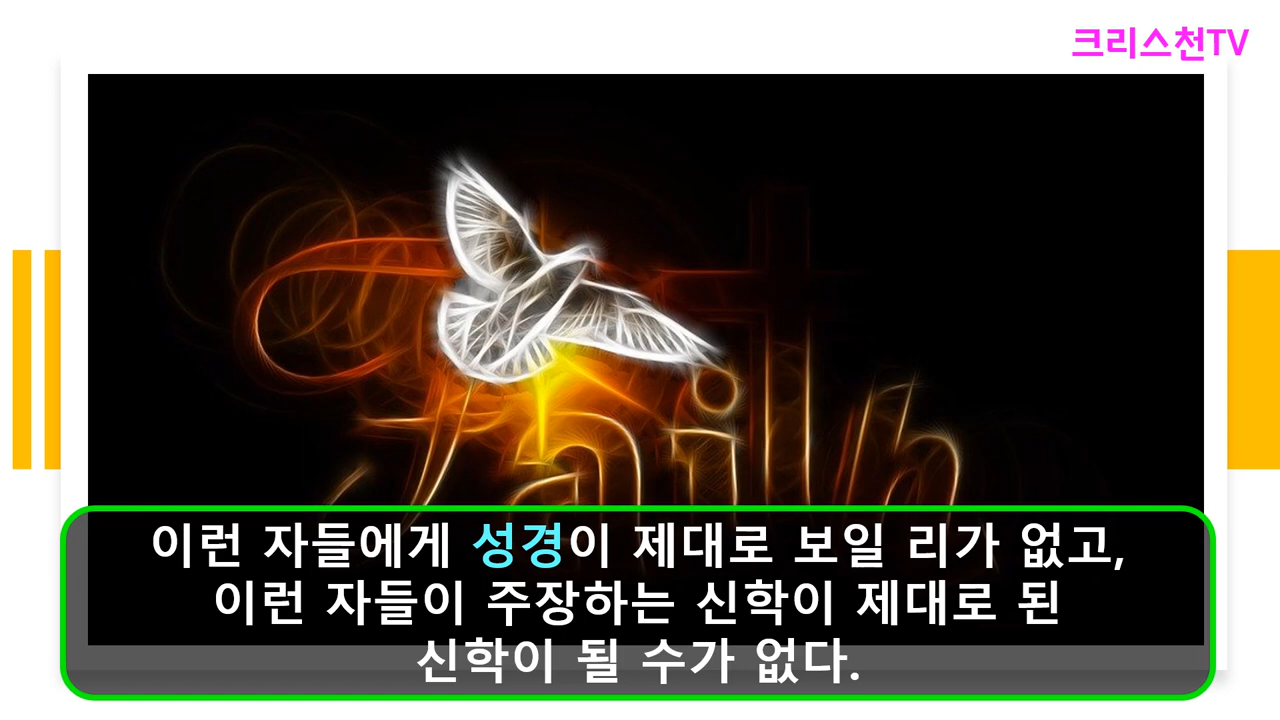 크리스천TV
Faith
이런 자들에게 성경이 제대로 보일 리가 없고,
이런 자들이 주장하는 신학이 제대로 된
신학이 될 수가 없다.